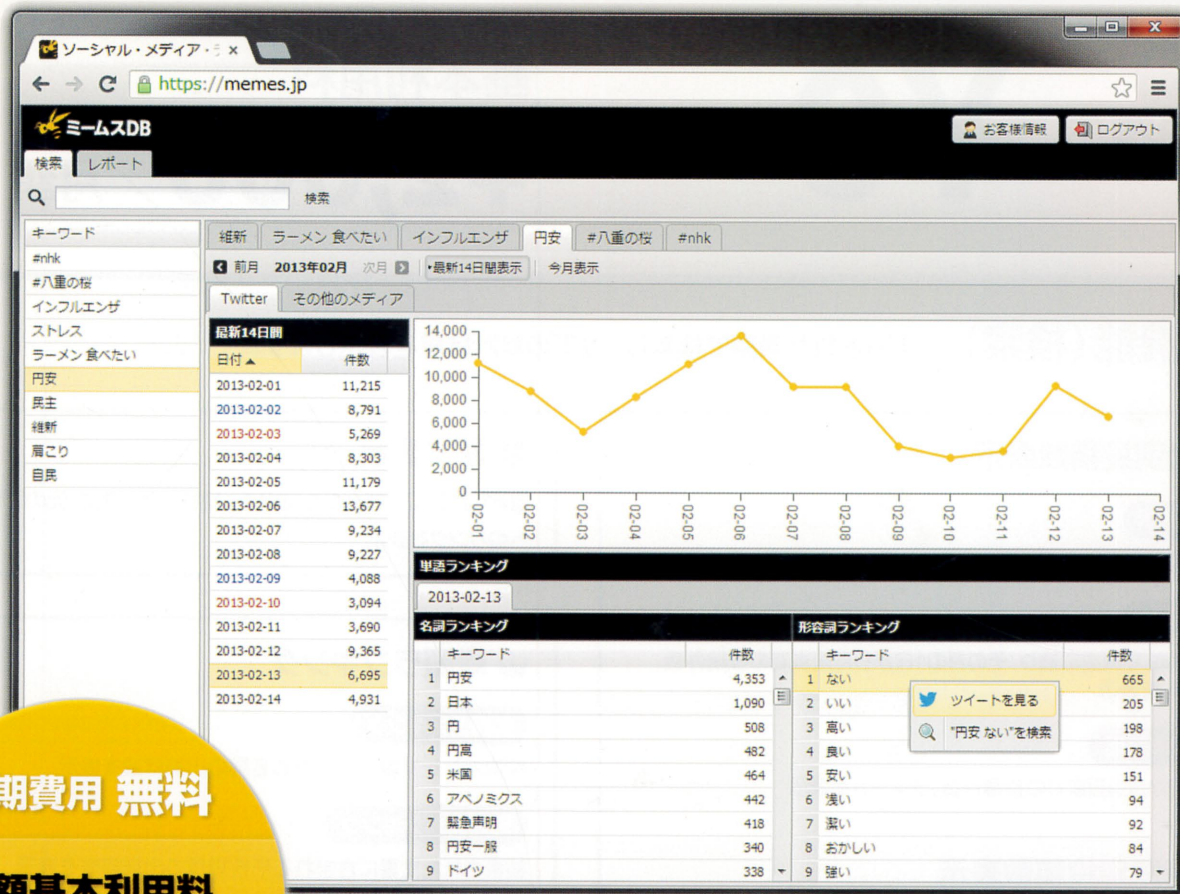 ソーシャル・メディア・
https://memes.jp
ミームスDB
お客様情報
ログアウト
検索
レポート
検索
キーワード
#nhk
#八重の桜
インフルエンザ
ストレス
ラーメン 食べたい
円安
民主
維新
肩こり
自民
維新
ラーメン 食べたい
インフルエンザ
円安
#八重の桜
#nhk
前月 2013年02月 次月 ・最新14日間表示 今月表示
Twitter
その他のメディア
最新14日間
日付▲ 件数
2013-02-01 11,215
2013-02-02 8,791
2013-02-03 5,269
2013-02-04 8,303
2013-02-05 11,179
2013-02-06 13,677
2013-02-07 9,234
2013-02-08 9,227
2013-02-09 4,088
2013-02-10 3,094
2013-02-11 3,690
2013-02-12 9,365
2013-02-13 6,695
2013-02-14 4,931
14,000
12,000
10,000
8,000
6,000
4,000
2,000
0
02-01
02-02
02-03
02-04
02-05
02-06
02-07
02-08
02-09
02-10
02-11
02-12
02-13
02-14
単語ランキング
2013-02-13
名詞ランキング
キーワード 件数
1 円安 4,353
2 日本 1,090
3 円 508
4 円高 482
5 米国 464
6 アベノミクス 442
7 緊急声明 418
8 円安一服 340
9 ドイツ 338
形容詞ランキング
キーワード 件数
1 ない 665
2 いい 205
3 高い 198
4 良い 178
5 安い 151
6 浅い 94
7 潔い 92
8 おかしい 84
9 強い 79
ツイートを見る
"円安 ない"を検索
期費用 無料
額基本利用料